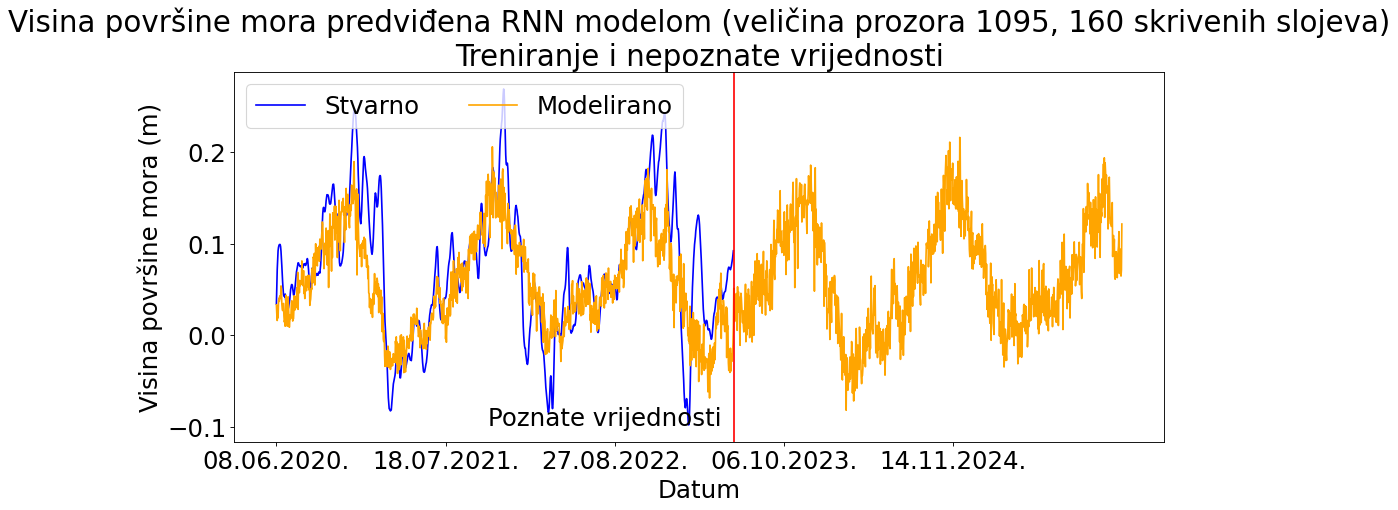 Visina površine mora predviđena RNN modelom (veličina prozora 1095, 160 skrivenih slojeva)
Treniranje i nepoznate vrijednosti
Stvarno
Modelirano
Visina površine mora (m)
0.2
0.1
0.0
−0.1
Poznate vrijednosti
08.06.2020.
18.07.2021.
27.08.2022.
06.10.2023.
14.11.2024.
Datum